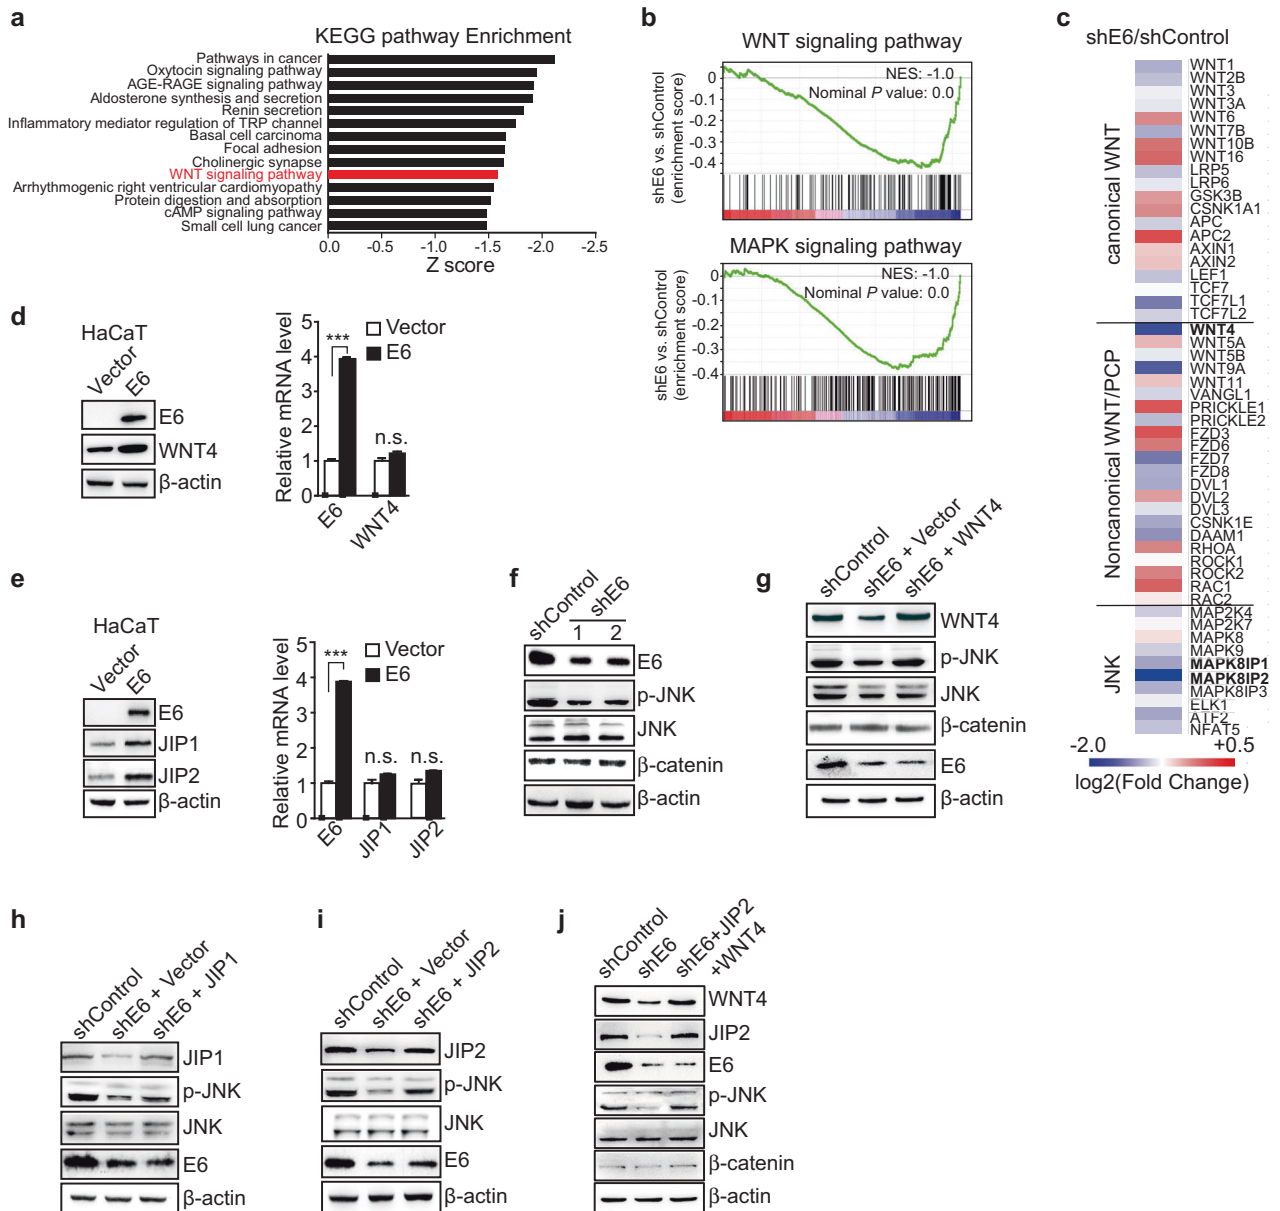 a
KEGG pathway Enrichment
Pathways in cancer
Oxytocin signaling pathway
AGE-RAGE signaling pathway
Aldosterone synthesis and secretion
Renin secretion
Inflammatory mediator regulation of TRP channel
Basal cell carcinoma
Focal adhesion
Cholinergic synapse
WNT signaling pathway
Arrhythmogenic right ventricular cardiomyopathy
Protein digestion and absorption
cAMP signaling pathway
Small cell lung cancer
0.0 -0.5 -1.0 -1.5 -2.0 -2.5
Z score
b
WNT signaling pathway
NES: -1.0
Nominal P value: 0.0
0
-0.1
-0.2
-0.3
-0.4
shE6 vs. shControl
(enrichment score)
MAPK signaling pathway
NES: -1.0
Nominal P value: 0.0
0
-0.1
-0.2
-0.3
-0.4
shE6 vs. shControl
(enrichment score)
c
shE6/shControl
canonical WNT
WNT1
WNT2B
WNT3
WNT3A
WNT6
WNT7B
WNT10B
WNT16
LRP5
LRP6
GSK3B
CSNK1A1
APC
APC2
AXIN1
AXIN2
LEF1
TCF7
TCF7L1
TCF7L2
Noncanonical WNT/PCP
WNT4
WNT5A
WNT5B
WNT9A
WNT11
VANGL1
PRICKLE1
PRICKLE2
FZD3
FZD6
FZD7
FZD8
DVL1
DVL2
DVL3
CSNK1E
DAAM1
RHOA
ROCK1
ROCK2
RAC1
RAC2
JNK
MAP2K4
MAP2K7
MAPK8
MAPK9
MAPK8IP1
MAPK8IP2
MAPK8IP3
ELK1
ATF2
NFAT5
-2.0 +0.5
log2(Fold Change)
d
HaCaT
Vector
E6
E6
WNT4
β-actin
Relative mRNA level
5
4
3
2
1
0
Vector
E6
***
n.s.
E6
WNT4
e
HaCaT
Vector
E6
E6
JIP1
JIP2
β-actin
Relative mRNA level
5
4
3
2
1
0
Vector
E6
***
n.s.
n.s.
E6
JIP1
JIP2
f
shControl
shE6
1 2
E6
p-JNK
JNK
β-catenin
β-actin
g
shControl
shE6 + Vector
shE6 + WNT4
WNT4
p-JNK
JNK
β-catenin
E6
β-actin
h
shControl
shE6 + Vector
shE6 + JIP1
JIP1
p-JNK
JNK
E6
β-actin
i
shControl
shE6 + Vector
shE6 + JIP2
JIP2
p-JNK
JNK
E6
β-actin
j
shControl
shE6
shE6+JIP2
+WNT4
WNT4
JIP2
E6
p-JNK
JNK
β-catenin
β-actin